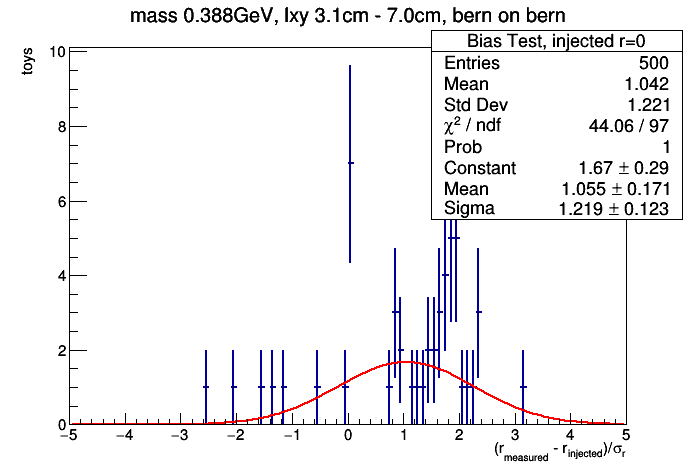 mass 0.388GeV, lxy 3.1cm - 7.0cm, bern on bern
toys
Bias Test, injected r=0
Entries 500
Mean 1.042
Std Dev 1.221
χ² / ndf 44.06 / 97
Prob 1
Constant 1.67 ± 0.29
Mean 1.055 ± 0.171
Sigma 1.219 ± 0.123
10
8
6
4
2
0
−5 −4 −3 −2 −1 0 1 2 3 4 5
(r_measured - r_injected)/σ_r